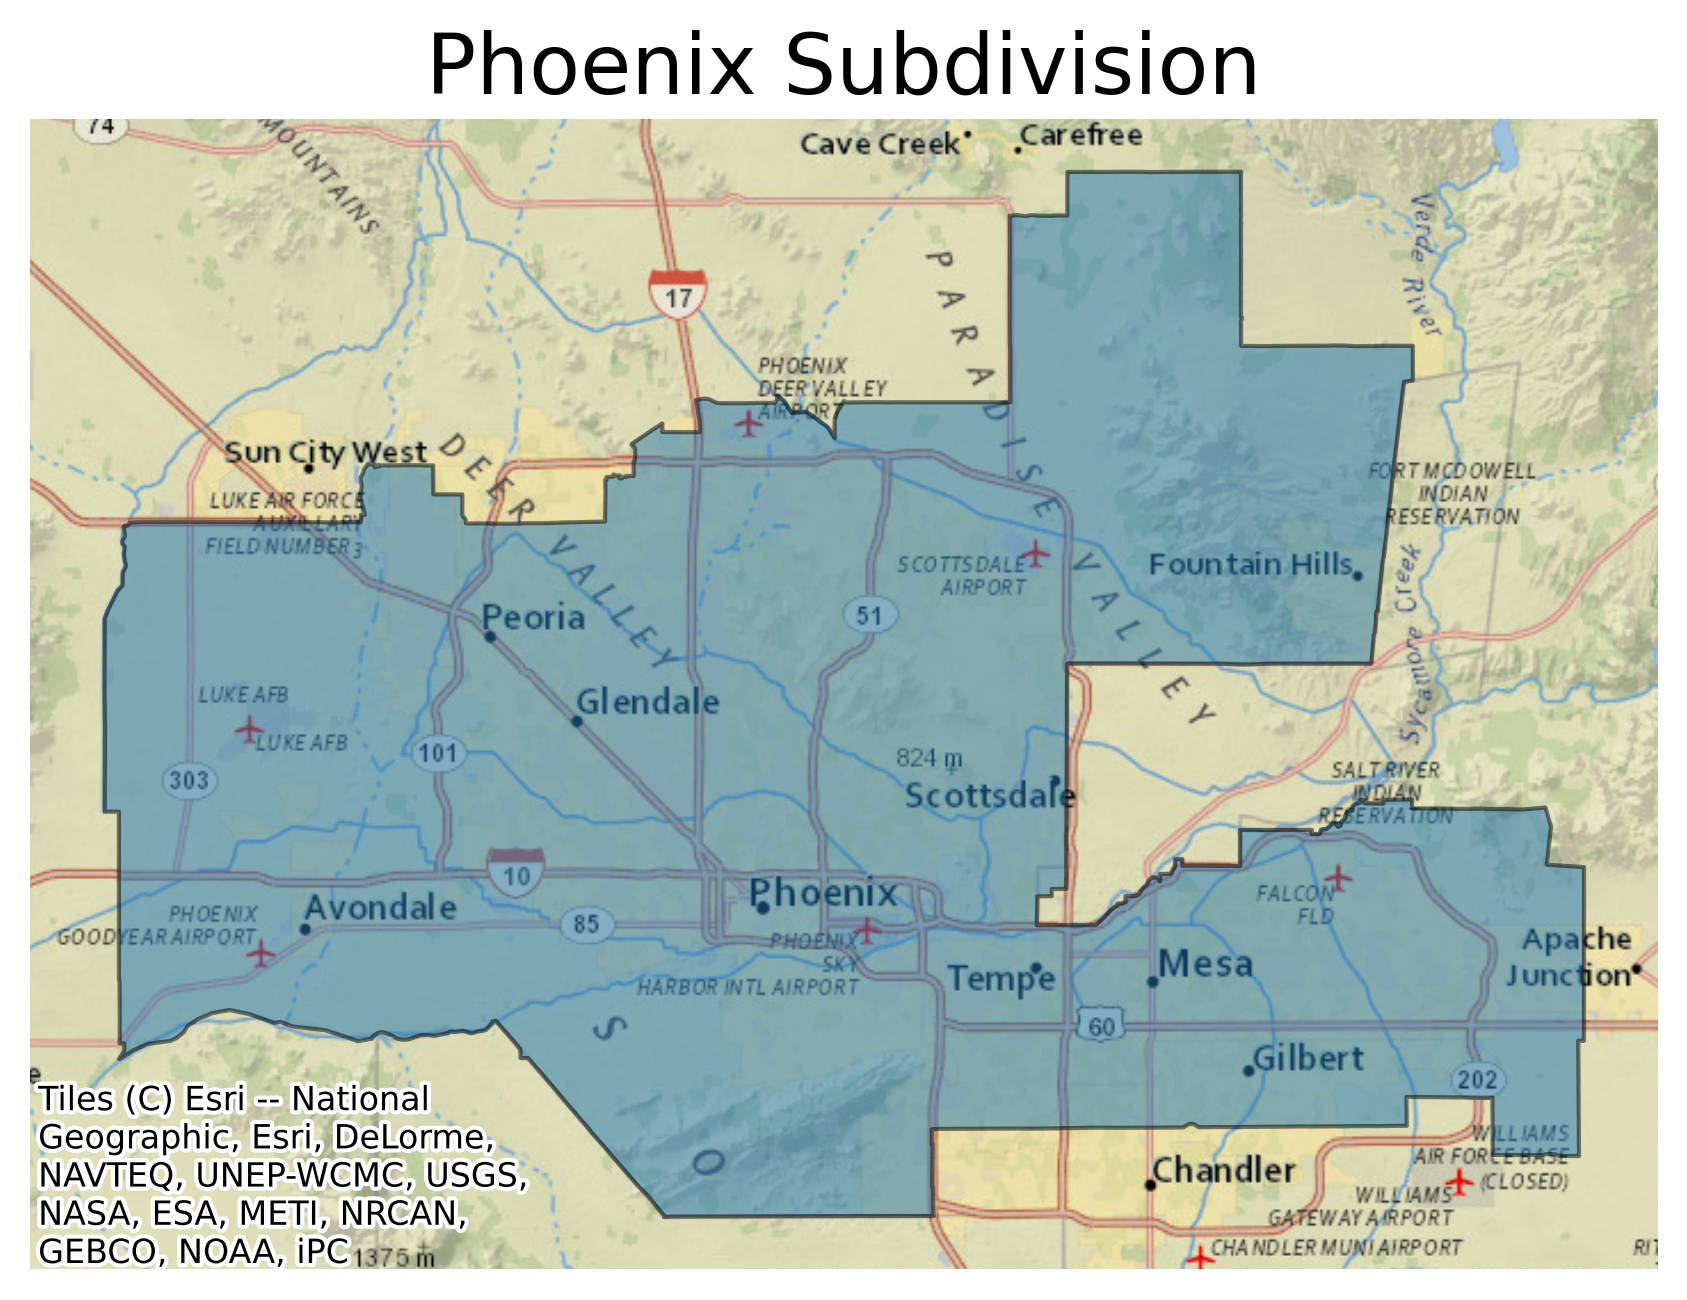 Phoenix Subdivision
74
MOUNTAINS
Cave Creek
Carefree
Verde River
17
PARADISE VALLEY
PHOENIX
DEER VALLEY
AIRPORT
Sun City West
DEER VALLEY
LUKE AIR FORCE
AUXILLARY
FIELD NUMBER 3
FORT MCDOWELL
INDIAN
RESERVATION
SCOTTSDALE
AIRPORT
Fountain Hills
Sycamore Creek
51
Peoria
LUKE AFB
LUKE AFB
Glendale
101
303
824 m
Scottsdale
SALT RIVER
INDIAN
RESERVATION
10
Phoenix
FALCON
FLD
Avondale
85
PHOENIX
GOODYEAR AIRPORT
PHOENIX
SKY
HARBOR INTL AIRPORT
Tempe
Mesa
Apache
Junction
S
O
60
Gilbert
202
e
WILLIAMS
AIR FORCE BASE
(CLOSED)
Chandler
WILLIAMS
GATEWAY AIRPORT
CHANDLER MUNI AIRPORT
RIT
1375 m
Tiles (C) Esri -- National
Geographic, Esri, DeLorme,
NAVTEQ, UNEP-WCMC, USGS,
NASA, ESA, METI, NRCAN,
GEBCO, NOAA, iPC